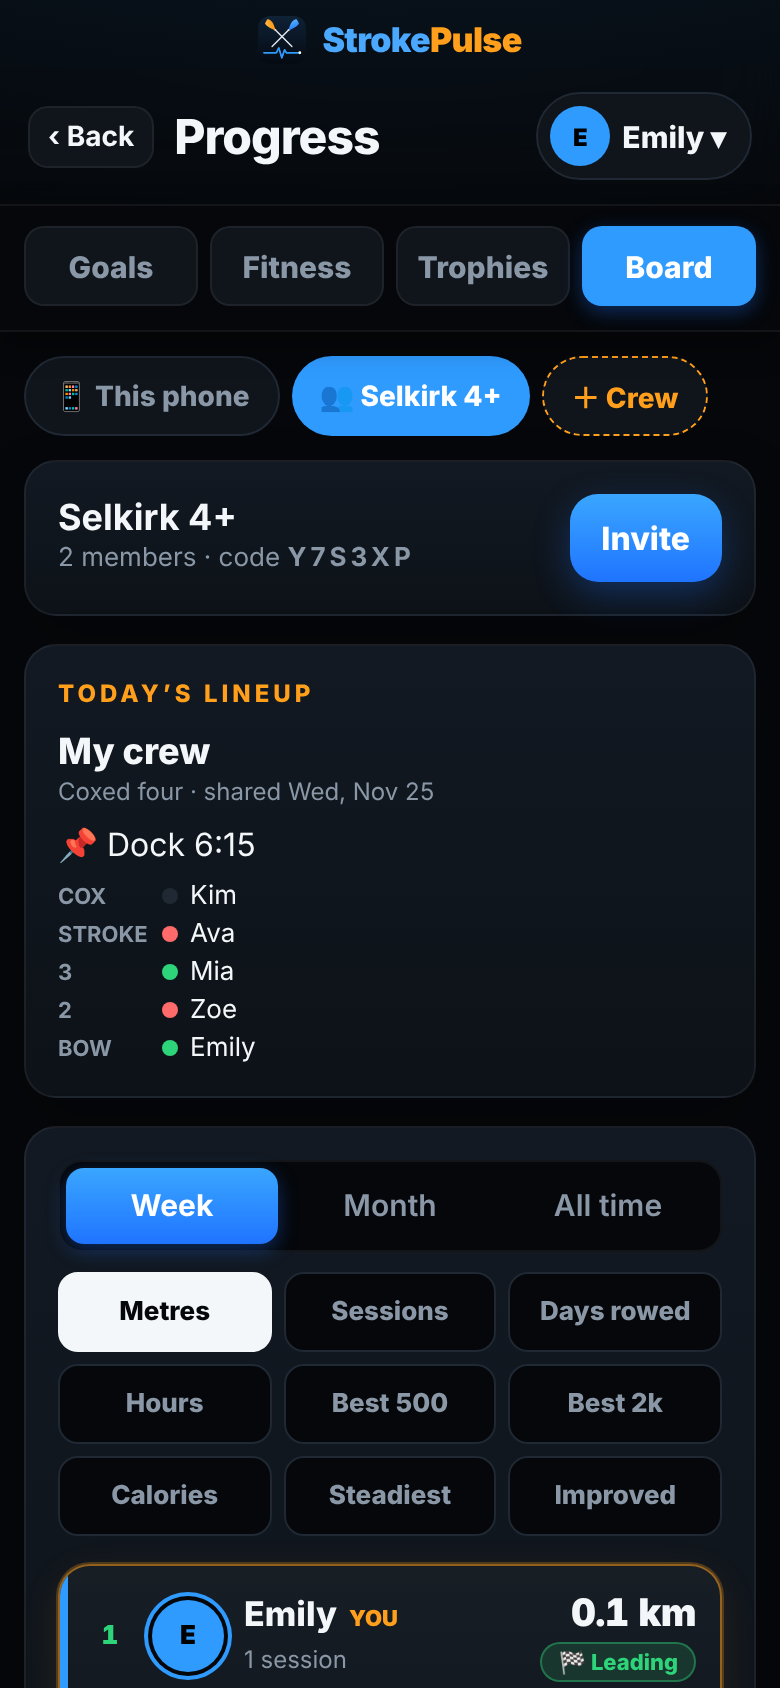 StrokePulse
‹ Back
Progress
E
Emily ▾
Goals
Fitness
Trophies
Board
📱 This phone
👥 Selkirk 4+
+ Crew
Selkirk 4+
2 members · code Y7S3XP
Invite
TODAY'S LINEUP
My crew
Coxed four · shared Wed, Nov 25
📌 Dock 6:15
COX Kim
STROKE Ava
3 Mia
2 Zoe
BOW Emily
Week
Month
All time
Metres
Sessions
Days rowed
Hours
Best 500
Best 2k
Calories
Steadiest
Improved
1
E
Emily YOU
0.1 km
1 session
🏁 Leading